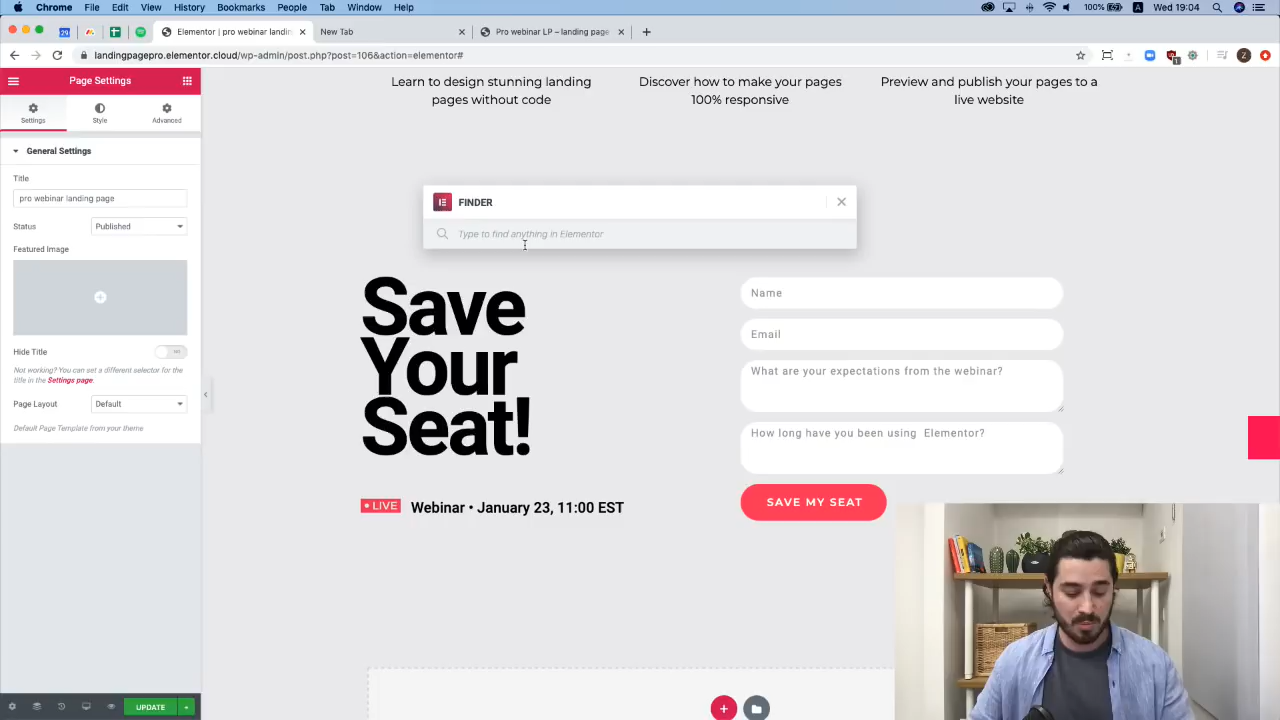 Chrome File Edit View History Bookmarks People Tab Window Help 100% A Wed 19:04
31 Elementor | pro webinar landin New Tab Pro webinar LP – landing page
landingpagepro.elementor.cloud/wp-admin/post.php?post=106&action=elementor# 1 Z
Page Settings
Settings Style Advanced
General Settings
Title
pro webinar landing page
Status Published
Featured Image
Hide Title NO
Not working? You can set a different selector for the
title in the Settings page.
Page Layout Default
Default Page Template from your theme
UPDATE
Learn to design stunning landing
pages without code
Discover how to make your pages
100% responsive
Preview and publish your pages to a
live website
FINDER
Type to find anything in Elementor
Save
Your
Seat!
• LIVE Webinar • January 23, 11:00 EST
Name
Email
What are your expectations from the webinar?
How long have you been using Elementor?
SAVE MY SEAT